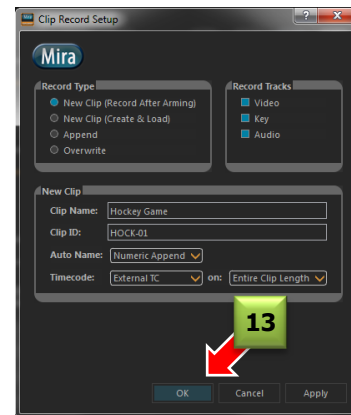 Clip Record Setup
Mira
Record Type
New Clip (Record After Arming)
New Clip (Create & Load)
Append
Overwrite
Record Tracks
Video
Key
Audio
New Clip
Clip Name: Hockey Game
Clip ID: HOCK-01
Auto Name: Numeric Append
Timecode: External TC on: Entire Clip Length
13
OK Cancel Apply